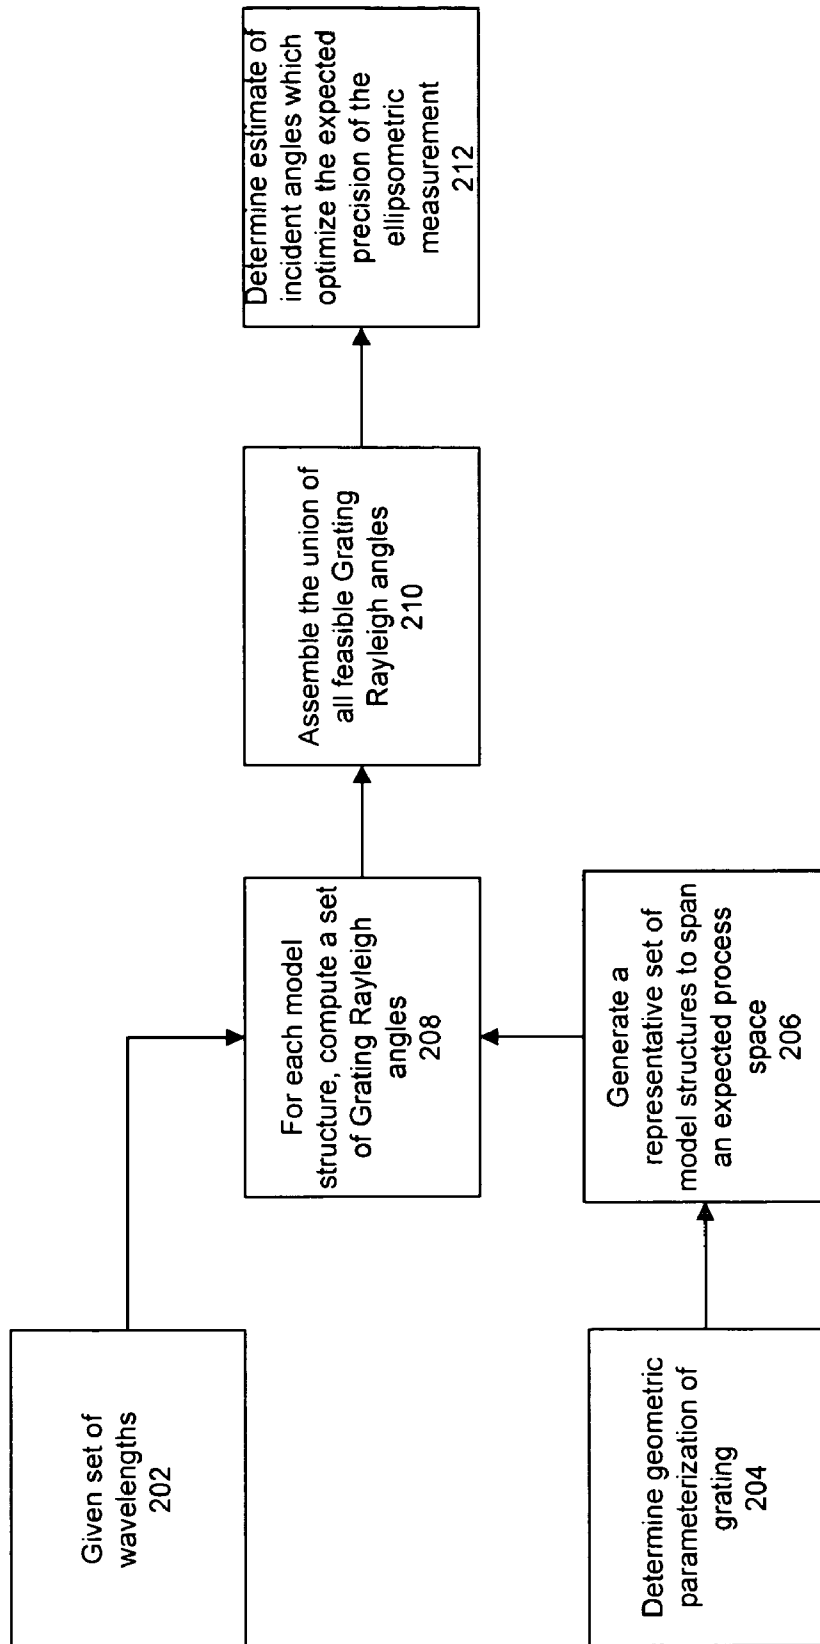 Given set of
wavelengths
202
Determine geometric
parameterization of
grating
204
Generate a
representative set of
model structures to span
an expected process
space
206
For each model
structure, compute a set
of Grating Rayleigh
angles
208
Assemble the union of
all feasible Grating
Rayleigh angles
210
Determine estimate of
incident angles which
optimize the expected
precision of the
ellipsometric
measurement
212